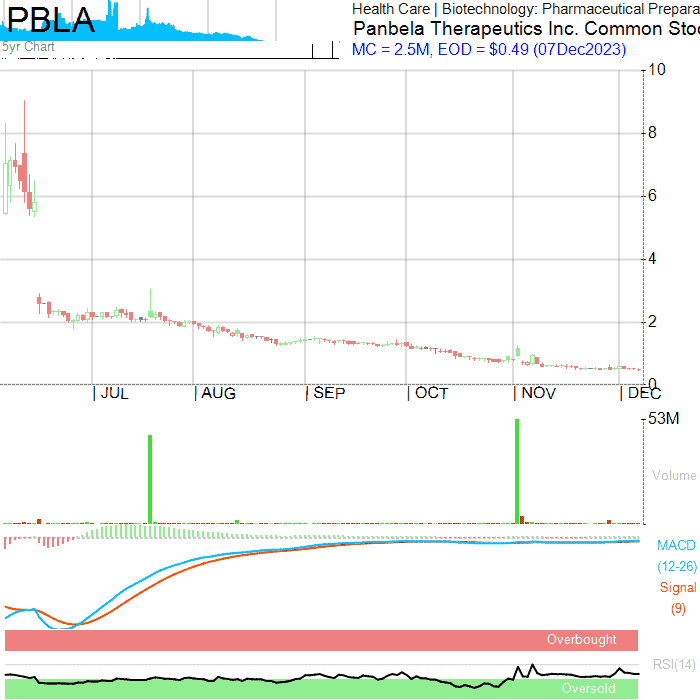 PBLA
5yr Chart
Health Care | Biotechnology: Pharmaceutical Prepara
Panbela Therapeutics Inc. Common Stoc
MC = 2.5M, EOD = $0.49 (07Dec2023)
10
8
6
4
2
0
JUL AUG SEP OCT NOV DEC
53M
Volume
MACD
(12-26)
Signal
(9)
Overbought
RSI(14)
Oversold